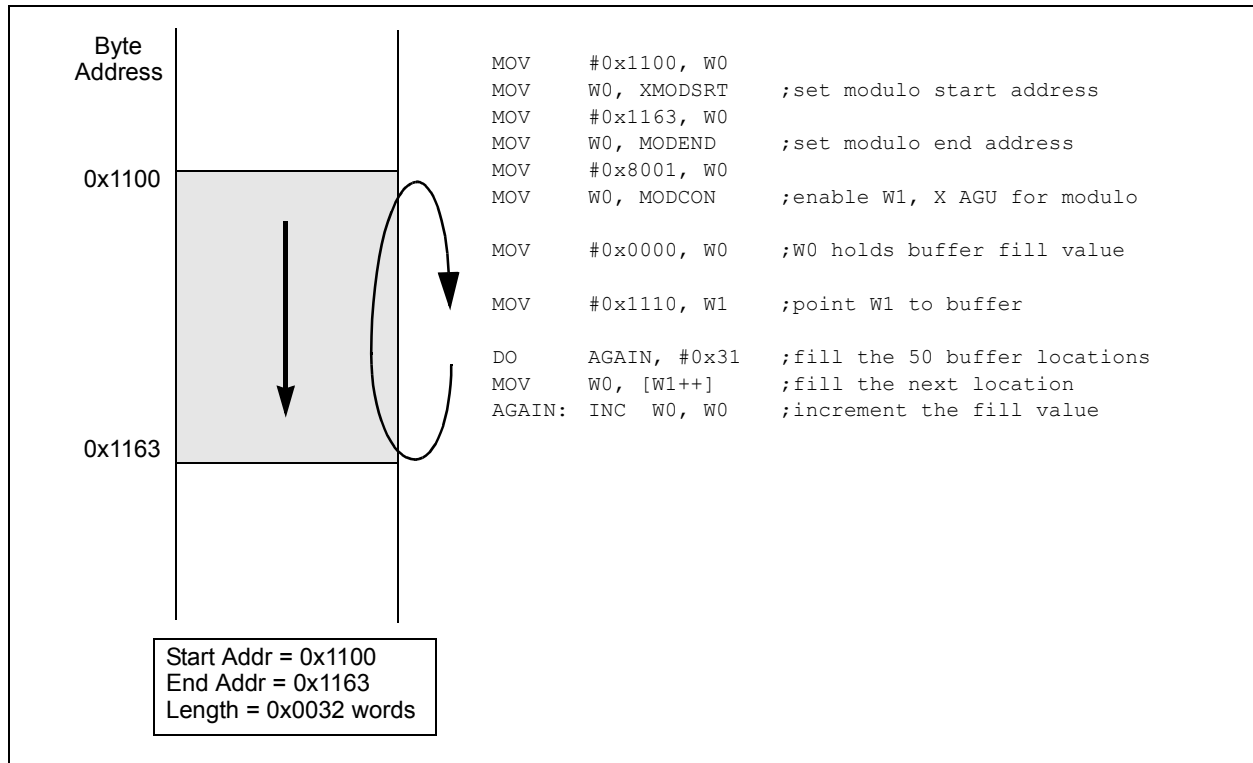 Byte
Address
0x1100
0x1163
MOV #0x1100, W0
MOV W0, XMODSRT ;set modulo start address
MOV #0x1163, W0
MOV W0, MODEND ;set modulo end address
MOV #0x8001, W0
MOV W0, MODCON ;enable W1, X AGU for modulo
MOV #0x0000, W0 ;W0 holds buffer fill value
MOV #0x1110, W1 ;point W1 to buffer
DO AGAIN, #0x31 ;fill the 50 buffer locations
MOV W0, [W1++] ;fill the next location
AGAIN: INC W0, W0 ;increment the fill value
Start Addr = 0x1100
End Addr = 0x1163
Length = 0x0032 words